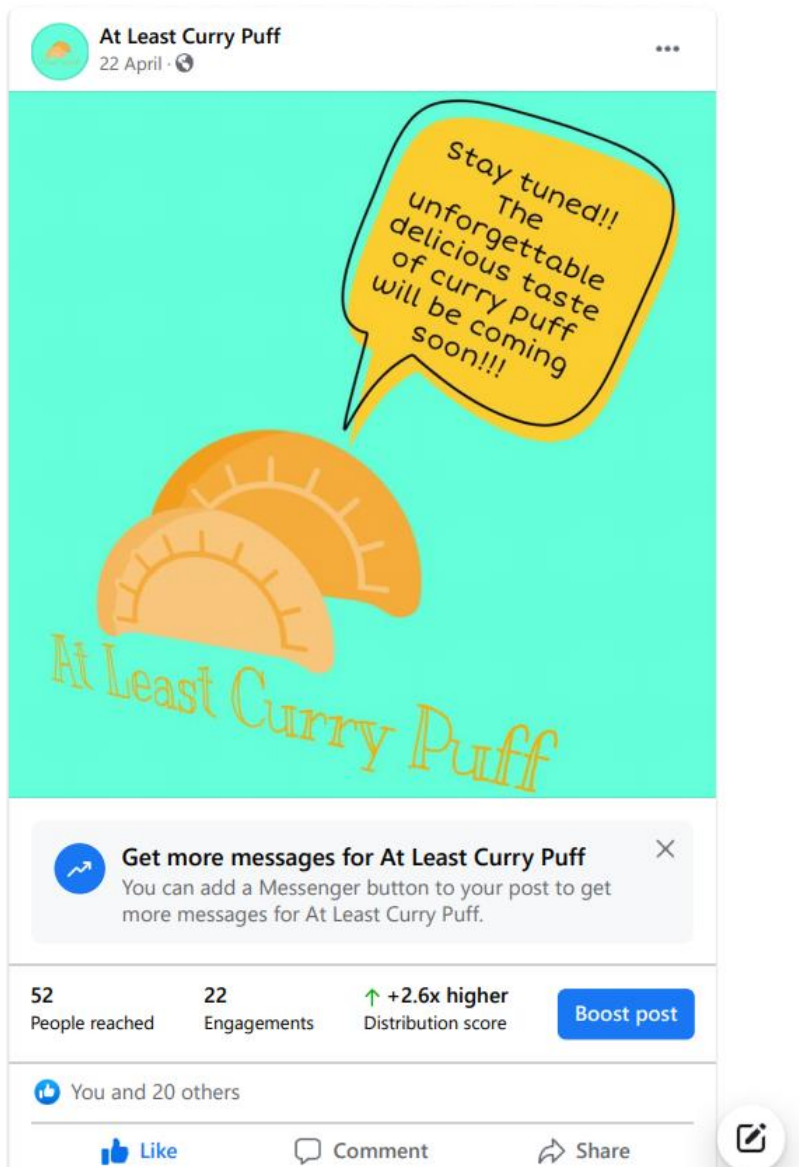 At Least Curry Puff
22 April ·
Stay tuned!!
The
unforgettable
delicious taste
of curry puff
will be coming
soon!!!
At Least Curry Puff
Get more messages for At Least Curry Puff
You can add a Messenger button to your post to get
more messages for At Least Curry Puff.
52
People reached
22
Engagements
+2.6x higher
Distribution score
Boost post
You and 20 others
Like
Comment
Share